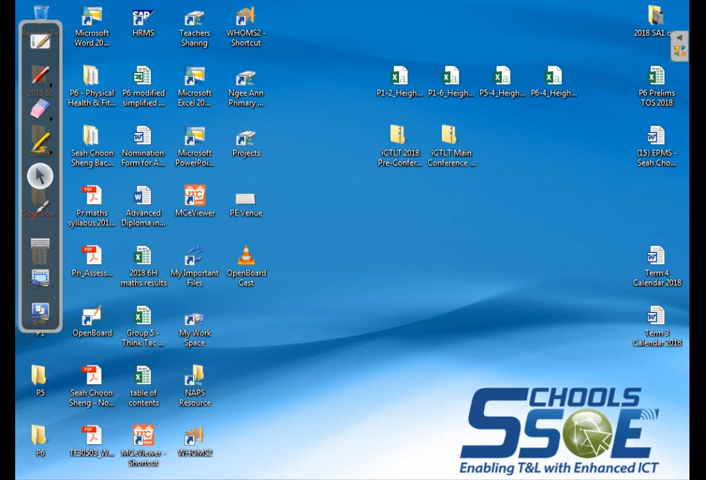 Microsoft
Word 20...
HRMS
Teachers
Sharing
WHOMS2 -
Shortcut
2018 SA1
P6 - Physical
Health & Fit...
P6 modified
simplified ...
Microsoft
Excel 20...
Ngee Ann
Primary ...
P1-2_Heigh...
P1-6_Heigh...
P5-4_Heigh...
P6-4_Heigh...
P6 Prelims
TOS 2018
Seah Choon
Sheng Bac...
Nomination
Form for A...
Microsoft
PowerPoi...
Projects
iCTLT 2018
Pre-Confer...
iCTLT Main
Conference ...
(15) EPMS -
Seah Cho...
Pr maths
syllabus 201...
Advanced
Diploma in...
MCeViewer
PE Venue
Pri_Assess...
2018 6H
maths results
My Important
Files
OpenBoard
Cast
Term 4
Calendar 2018
P1
OpenBoard
Group 5 -
Think Tac ...
My Work
Space
Term 3
Calendar 2018
P5
Seah Choon
Sheng - No...
table of
contents
NAPS
Resource
P6
TE30503_W...
MCeViewer -
Shortcut
WHOMS2
SCHOOLS
SSOE
Enabling T&L with Enhanced ICT